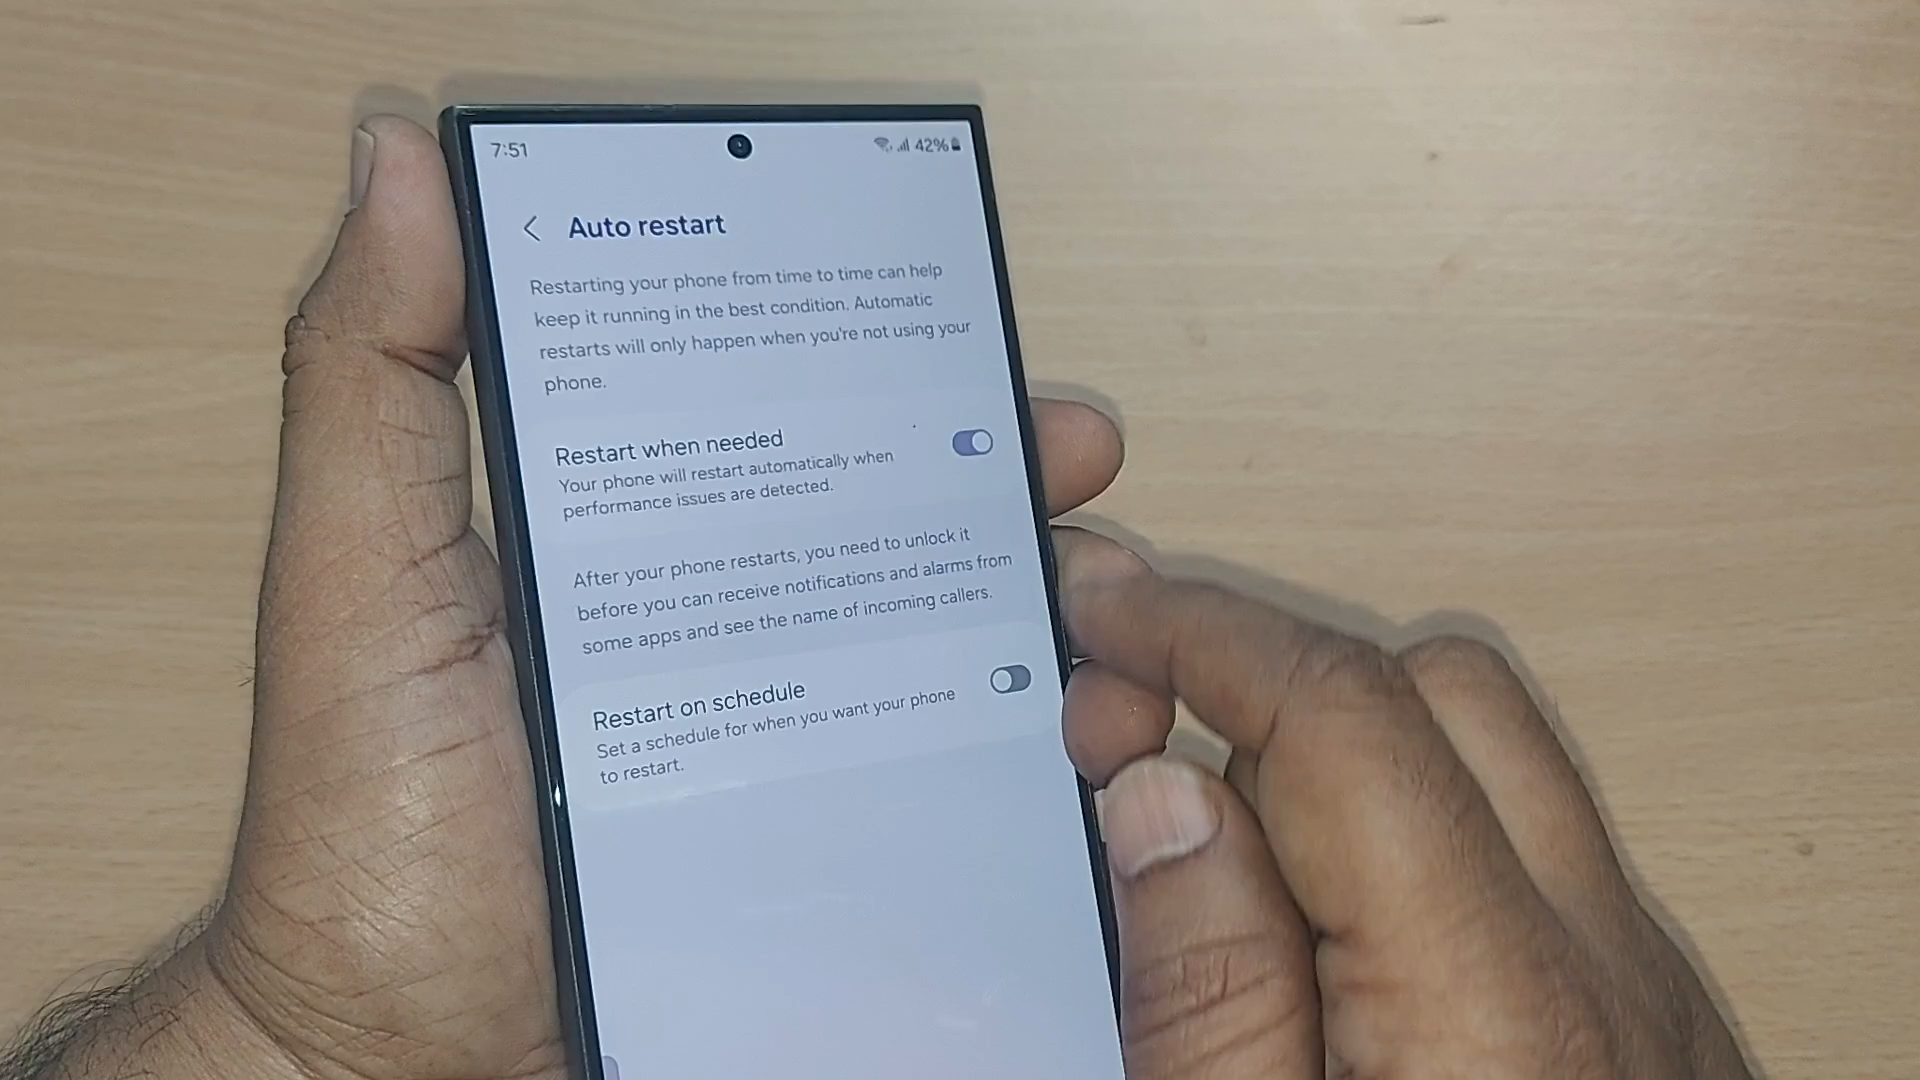 7:51
42%
Auto restart
Restarting your phone from time to time can help
keep it running in the best condition. Automatic
restarts will only happen when you're not using your
phone.
Restart when needed
Your phone will restart automatically when
performance issues are detected.
After your phone restarts, you need to unlock it
before you can receive notifications and alarms from
some apps and see the name of incoming callers.
Restart on schedule
Set a schedule for when you want your phone
to restart.